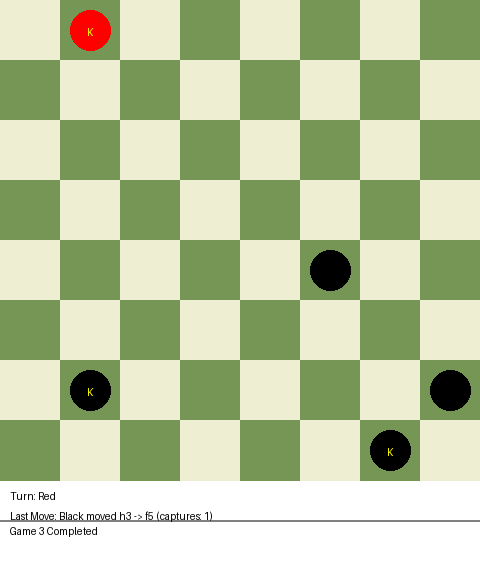 K
K
K
Turn: Red
Last Move: Black moved h3 -> f5 (captures: 1)
Game 3 Completed